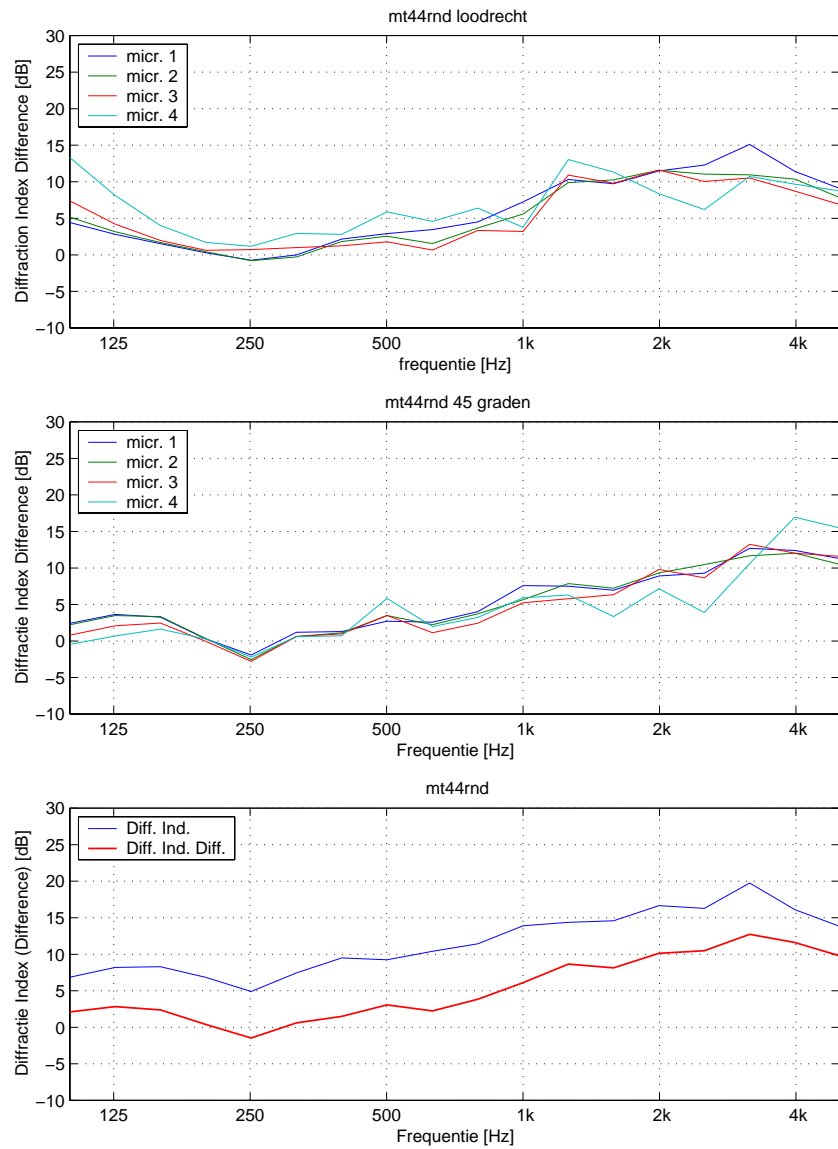 mt44rnd loodrecht
Diffraction Index Difference [dB]
30
25
20
15
10
5
0
−5
−10
micr. 1
micr. 2
micr. 3
micr. 4
125 250 500 1k 2k 4k
frequentie [Hz]
mt44rnd 45 graden
Diffractie Index Difference [dB]
30
25
20
15
10
5
0
−5
−10
micr. 1
micr. 2
micr. 3
micr. 4
125 250 500 1k 2k 4k
Frequentie [Hz]
mt44rnd
Diffractie Index (Difference) [dB]
30
25
20
15
10
5
0
−5
−10
Diff. Ind.
Diff. Ind. Diff.
125 250 500 1k 2k 4k
Frequentie [Hz]